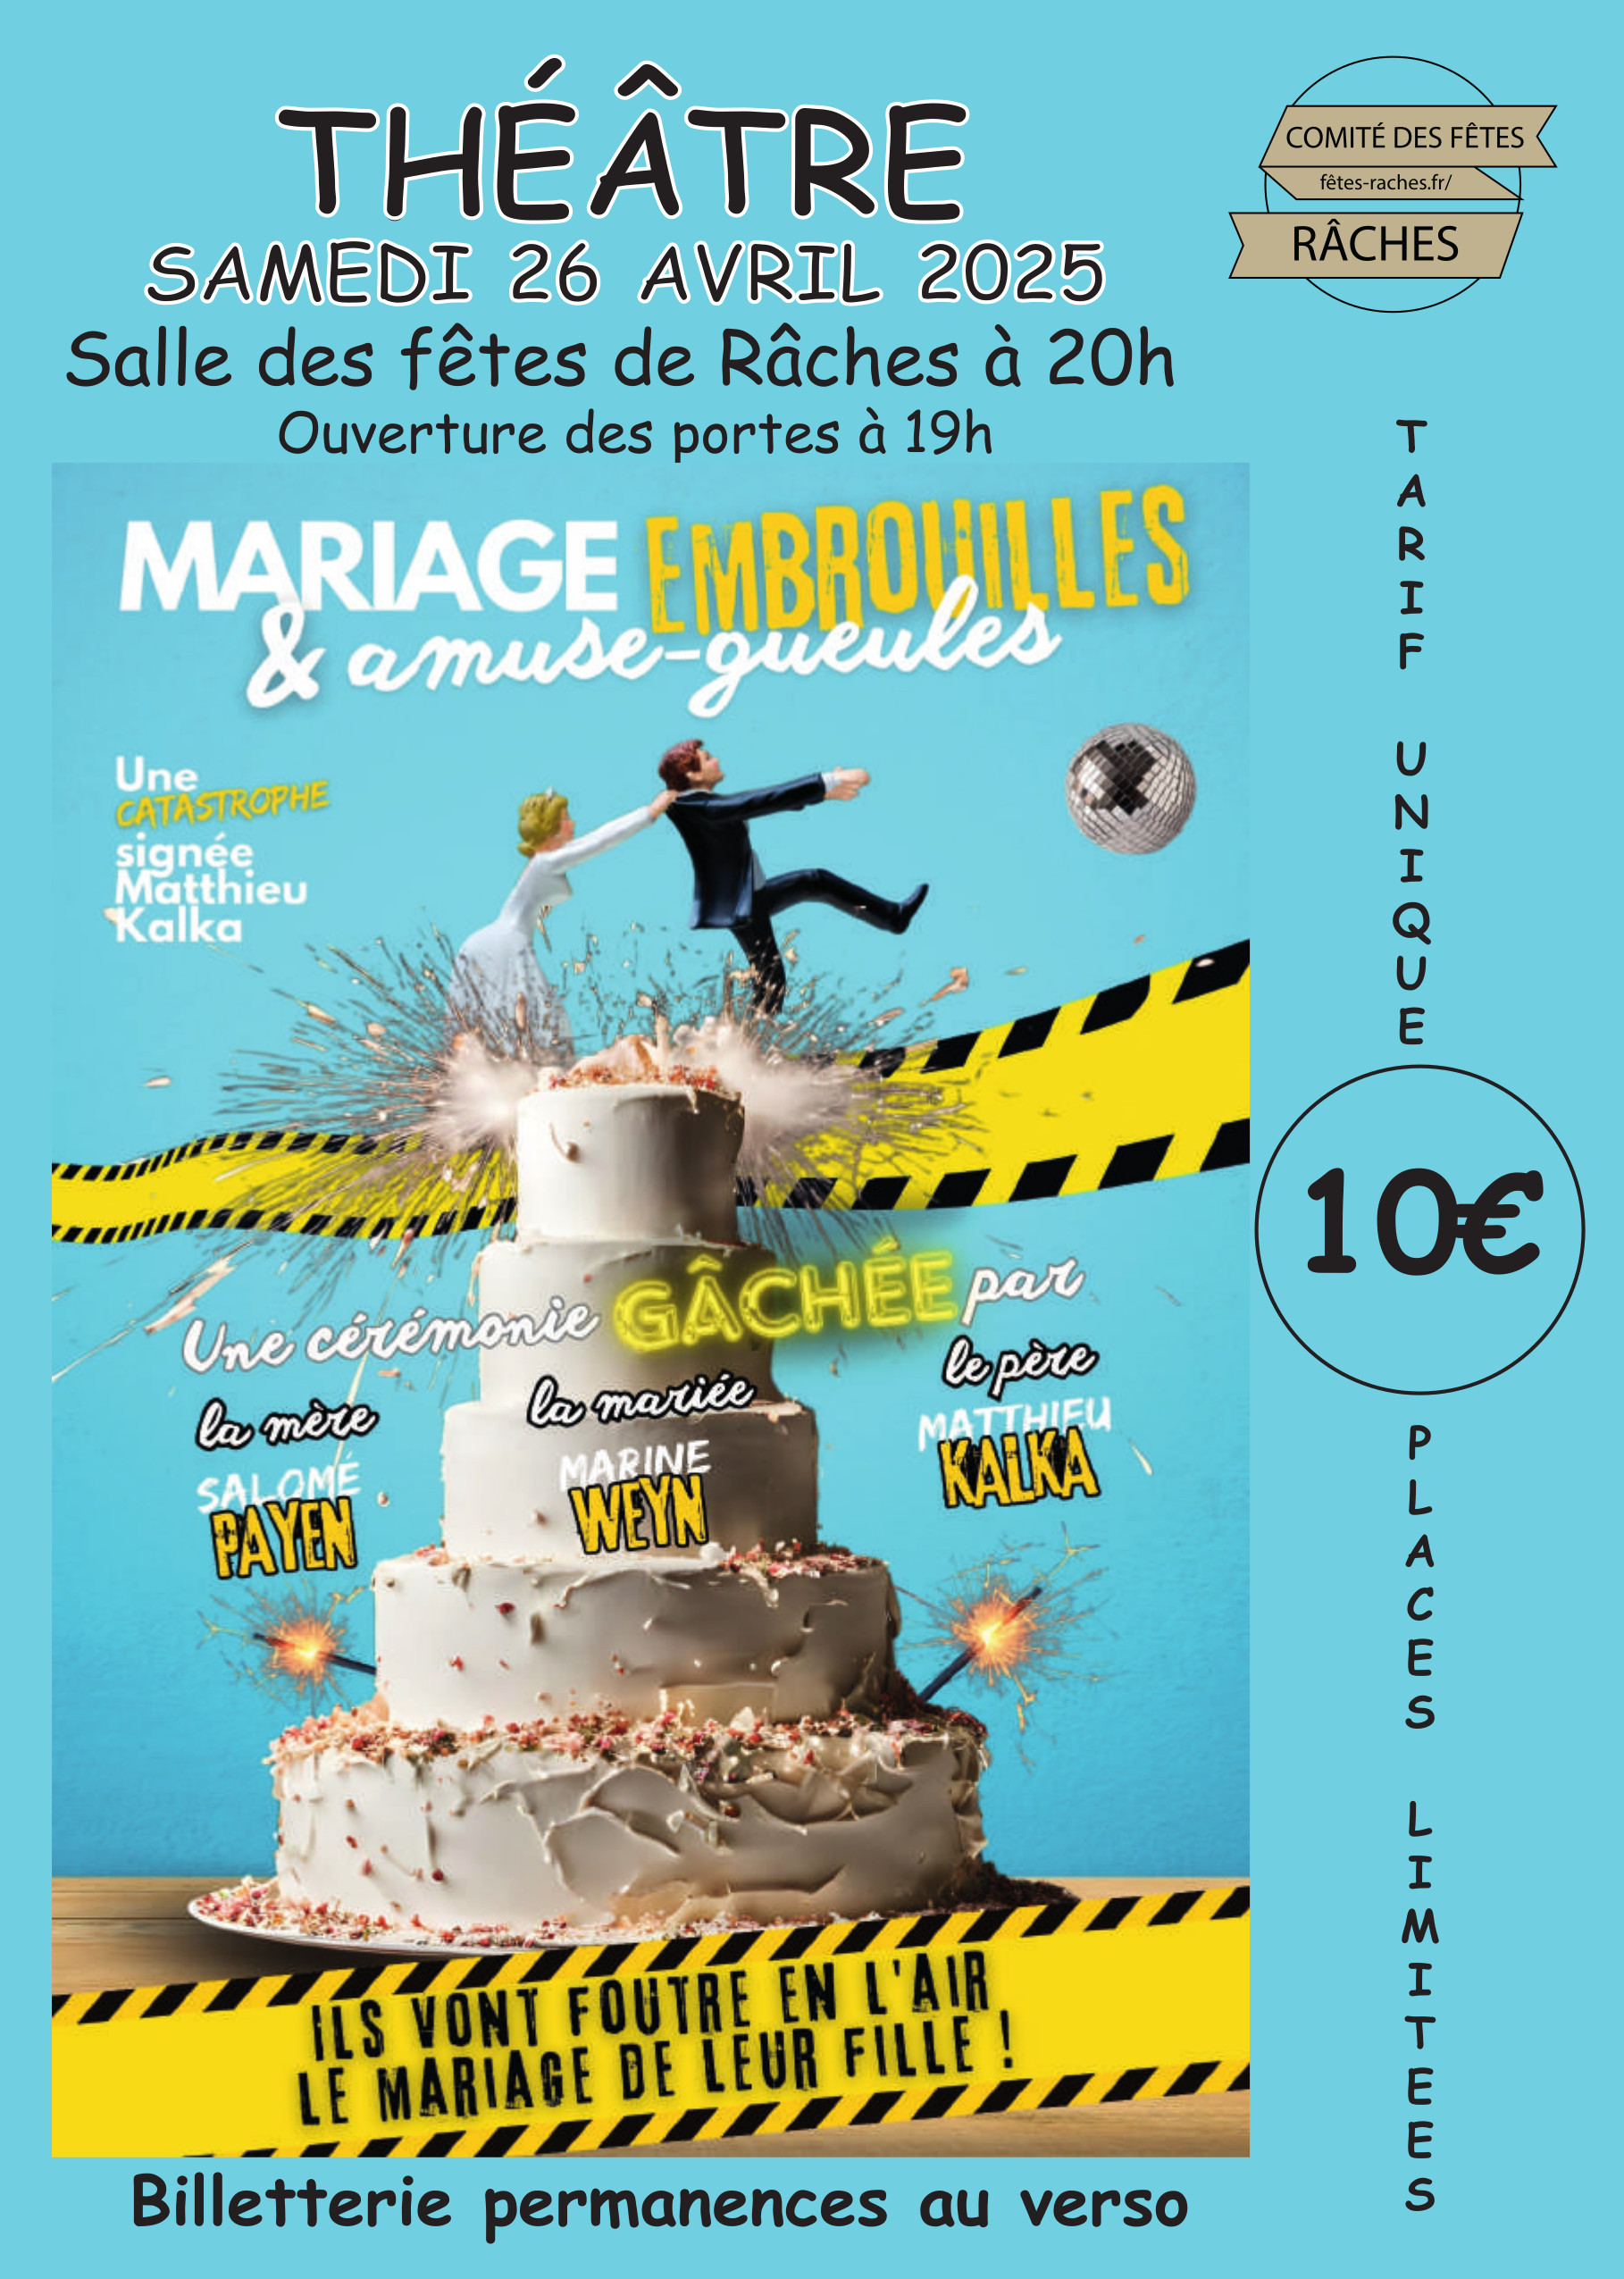 THÉÂTRE
SAMEDI 26 AVRIL 2025
Salle des fêtes de Râches à 20h
Ouverture des portes à 19h
COMITÉ DES FÊTES
fêtes-raches.fr/
RÂCHES
MARIAGE EMBROUILLES
& amuse-gueules
Une
CATASTROPHE
signée
Matthieu
Kalka
Une cérémonie GÂCHÉE par
la mère
SALOMÉ
PAYEN
la mariée
MARINE
WEYN
le père
MATTHIEU
KALKA
ILS VONT FOUTRE EN L'AIR
LE MARIAGE DE LEUR FILLE !
TARIF UNIQUE
10€
PLACES LIMITEES
Billetterie permanences au verso